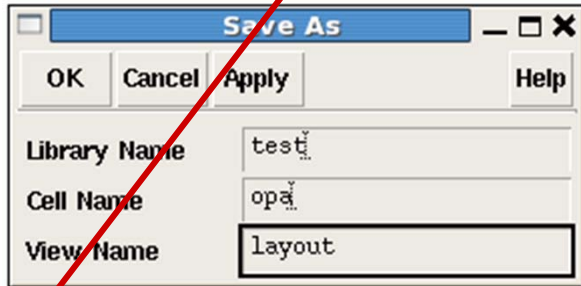 Save As
OK Cancel Apply Help
Library Name test
Cell Name opa
View Name layout